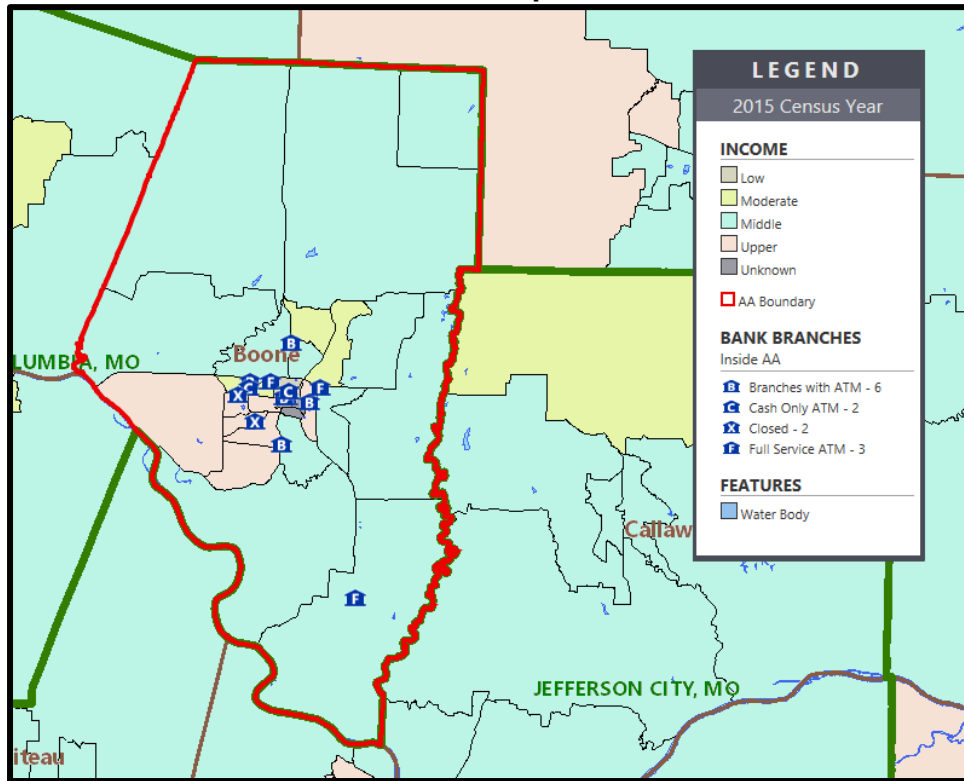 LEGEND
2015 Census Year
INCOME
Low
Moderate
Middle
Upper
Unknown
AA Boundary
BANK BRANCHES
Inside AA
B Branches with ATM - 6
C Cash Only ATM - 2
X Closed - 2
F Full Service ATM - 3
FEATURES
Water Body
B
Boone
LUMBIA, MO
C F C F
X B B
X
B
Callaw
F
JEFFERSON CITY, MO
iteau